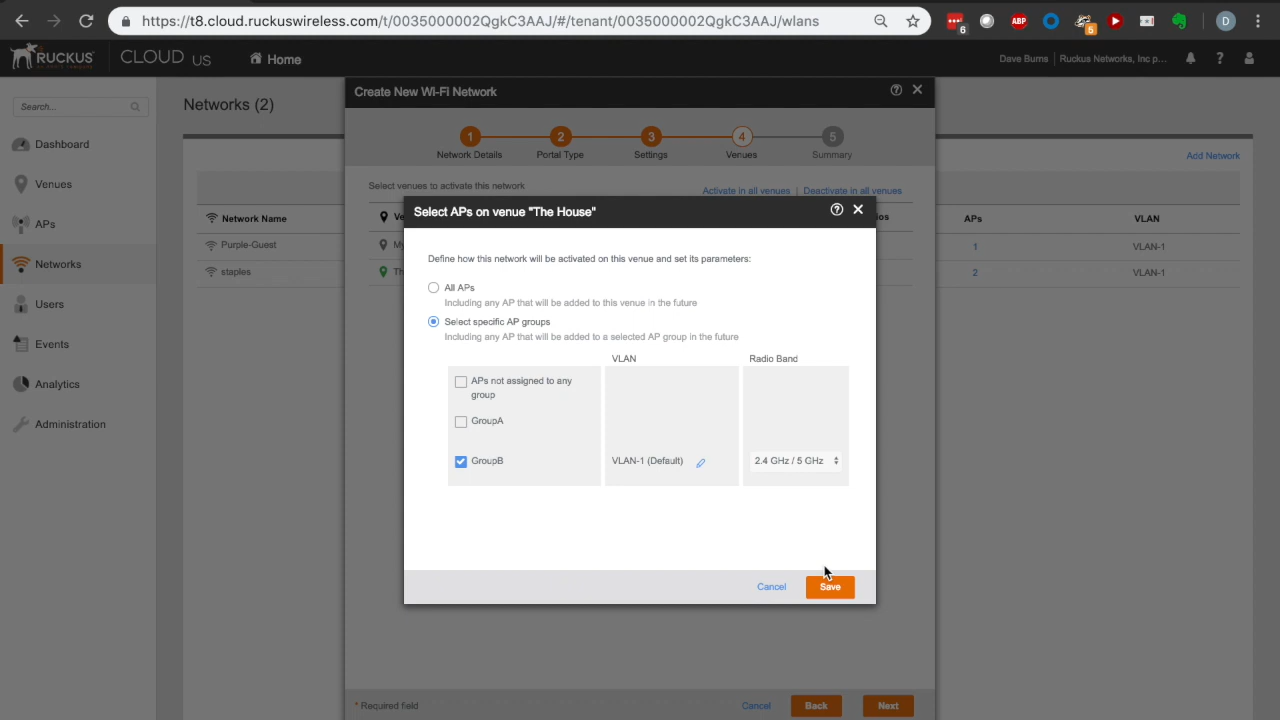 https://t8.cloud.ruckuswireless.com/t/0035000002QgkC3AAJ/#/tenant/0035000002QgkC3AAJ/wlans
6
ABP
5
D
RUCKUS
CLOUD US
Home
Dave Burns
Ruckus Networks, Inc p...
?
Search...
Networks (2)
Create New Wi-Fi Network
?
Dashboard
Venues
APs
Networks
Users
Events
Analytics
Administration
1
2
3
4
5
Network Details
Portal Type
Settings
Venues
Summary
Add Network
Select venues to activate this network
Activate in all venues | Deactivate in all venues
Network Name
Ve
ios
APs
VLAN
Purple-Guest
My
1
VLAN-1
staples
Th
2
VLAN-1
Select APs on venue "The House"
?
Define how this network will be activated on this venue and set its parameters:
All APs
Including any AP that will be added to this venue in the future
Select specific AP groups
Including any AP that will be added to a selected AP group in the future
VLAN
Radio Band
APs not assigned to any
group
GroupA
GroupB
VLAN-1 (Default)
2.4 GHz / 5 GHz
Cancel
Save
* Required field
Cancel
Back
Next